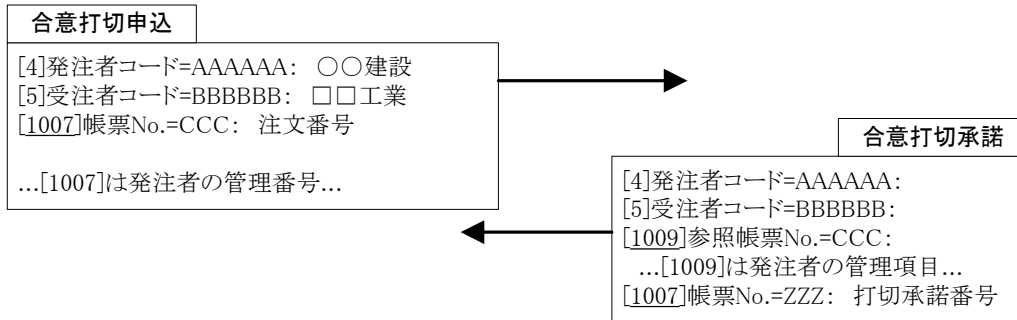 合意打切申込
[4]発注者コード=AAAAAA: ○○建設
[5]受注者コード=BBBBBB: □□工業
[1007]帳票No.=CCC: 注文番号
…[1007]は発注者の管理番号…
合意打切承諾
[4]発注者コード=AAAAAA:
[5]受注者コード=BBBBBB:
[1009]参照帳票No.=CCC:
…[1009]は発注者の管理項目…
[1007]帳票No.=ZZZ: 打切承諾番号